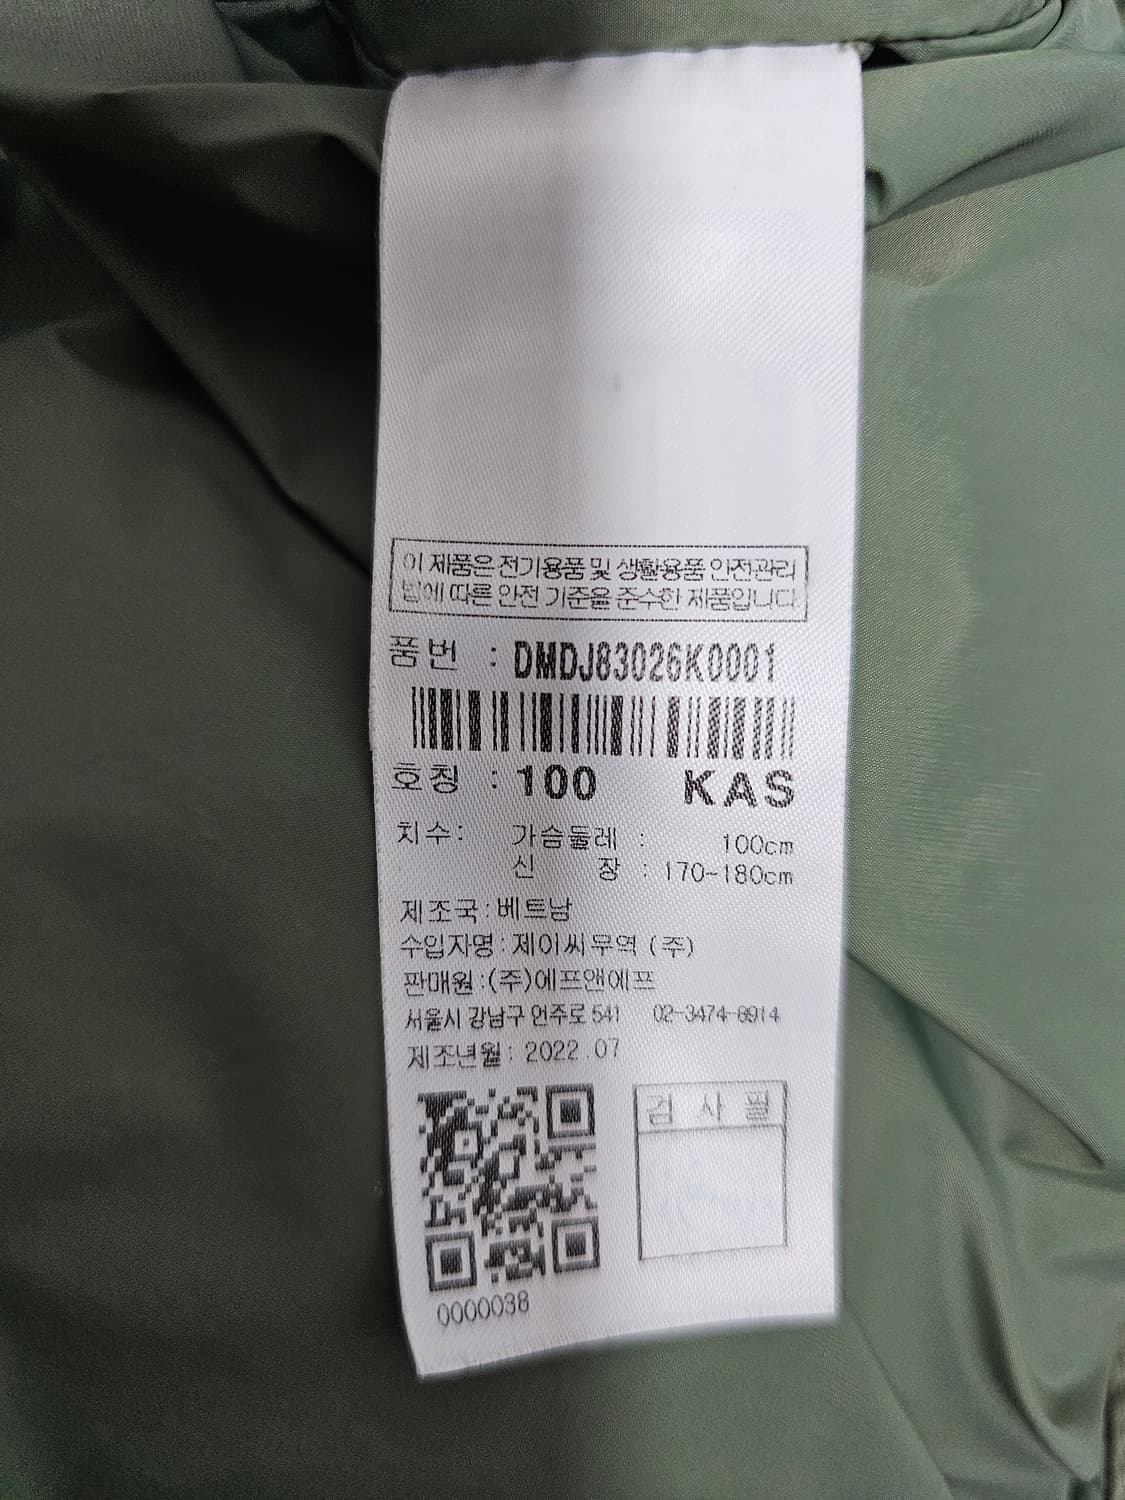 이 제품은 전기용품 및 생활용품 안전관리
법에 따른 안전 기준을 준수한 제품입니다.
품번 : DMDJ83026K0001
호칭 : 100 KAS
치수: 가슴둘레 : 100cm
신 장 : 170~180cm
제조국:베트남
수입자명:제이씨무역 (주)
판매원:(주)에프앤에프
서울시 강남구 언주로 541 02-3474-8914
제조년월: 2022.07
검 사 필
0000038